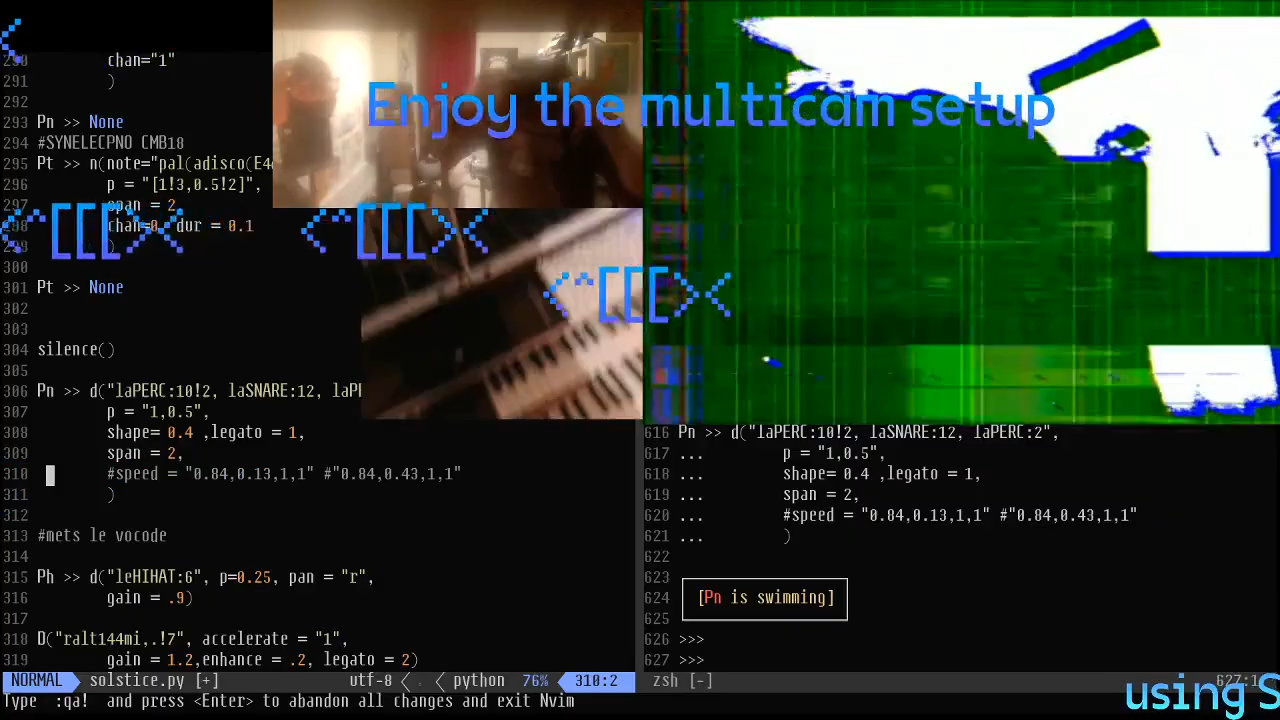 <
290 chan="1"
291 )
292
293 Pn >> None
294 #SYNELECPNO CMB18
295 Pt >> n(note="pal(adisco(E4
296 p = "[1!3,0.5!2]",
297 span = 2,
298 chan=0, dur = 0.1
299 )
300
301 Pt >> None
302
303
304 silence()
305
306 Pn >> d("laPERC:10!2, laSNARE:12, laP
307 p = "1,0.5",
308 shape= 0.4 ,legato = 1,
309 span = 2,
310 #speed = "0.84,0.13,1,1" #"0.84,0.43,1,1"
311 )
312
313 #mets le vocode
314
315 Ph >> d("leHIHAT:6", p=0.25, pan = "r",
316 gain = .9)
317
318 D("ralt144mi,.!7", accelerate = "1",
319 gain = 1.2,enhance = .2, legato = 2)
NORMAL solstice.py [+] utf-8 < . < python 76% 310:2
Type :qa! and press <Enter> to abandon all changes and exit Nvim
Enjoy the multicam setup
<^[[[>< <^[[[><
<^[[[><
616 Pn >> d("laPERC:10!2, laSNARE:12, laPERC:2",
617 ... p = "1,0.5",
618 ... shape= 0.4 ,legato = 1,
619 ... span = 2,
620 ... #speed = "0.84,0.13,1,1" #"0.84,0.43,1,1"
621 ... )
622
623
624 [Pn is swimming]
625
626 >>>
627 >>>
zsh [-] 627:1
using S